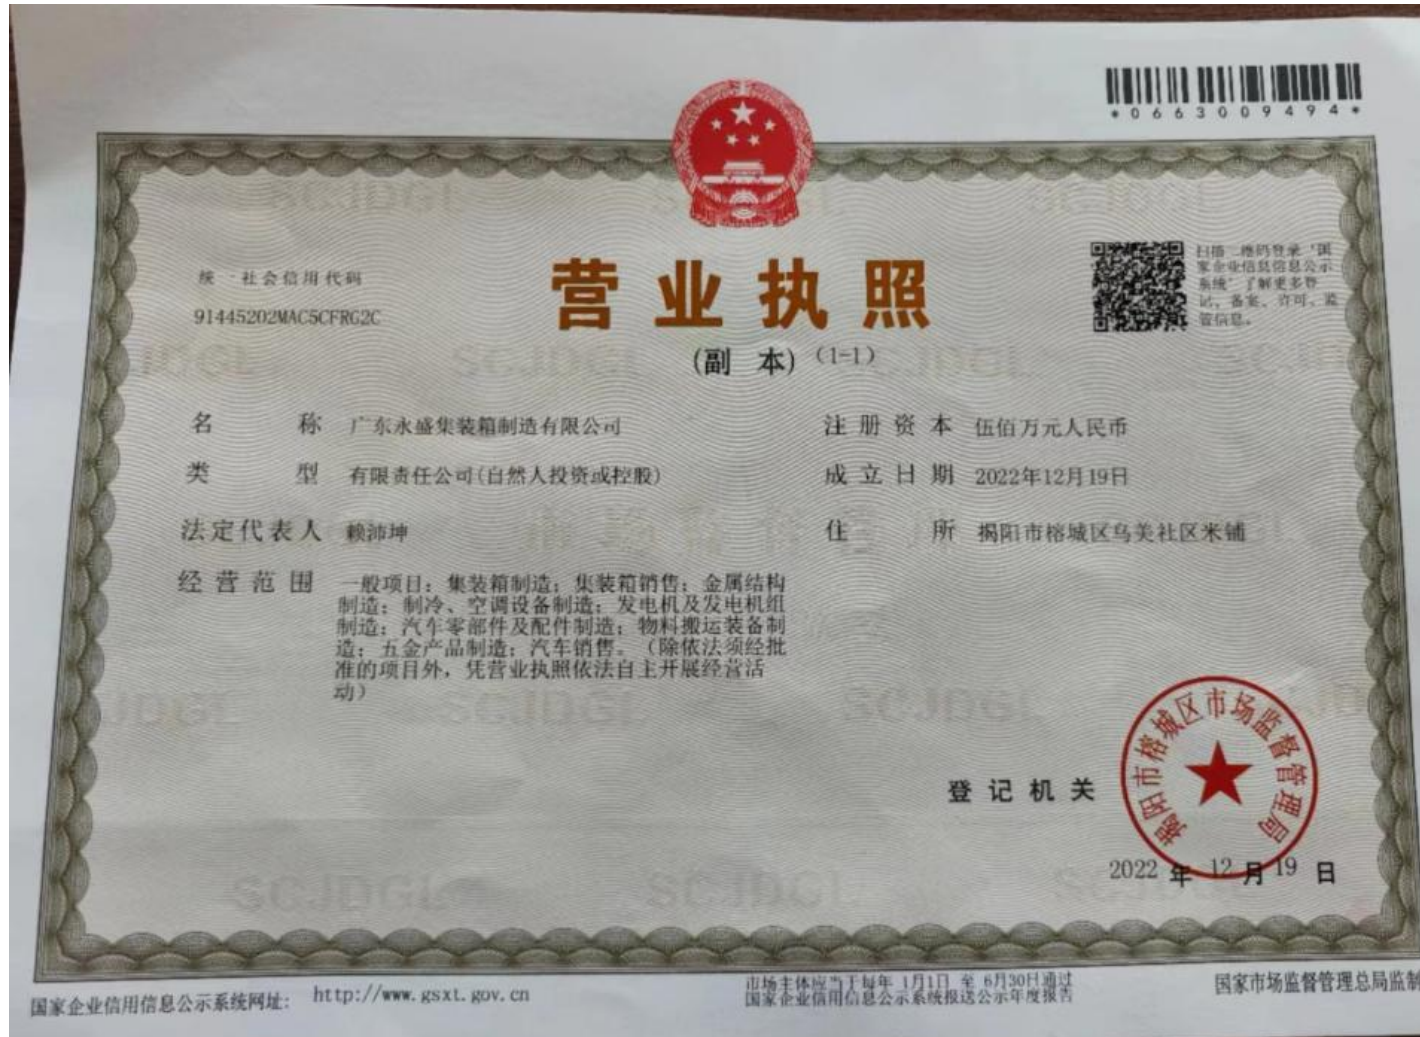 *0663009494*
统一社会信用代码
91445202MAC5CFRG2C
营业执照
(副 本) (1-1)
扫描二维码登录‘国
家企业信用信息公示
系统’了解更多登
记、备案、许可、监
管信息。
名 称 广东永盛集装箱制造有限公司
类 型 有限责任公司(自然人投资或控股)
法定代表人 赖沛坤
经营范围 一般项目：集装箱制造；集装箱销售；金属结构
制造；制冷、空调设备制造；发电机及发电机组
制造；汽车零部件及配件制造；物料搬运装备制
造；五金产品制造；汽车销售。（除依法须经批
准的项目外，凭营业执照依法自主开展经营活
动）
注册资本 伍佰万元人民币
成立日期 2022年12月19日
住 所 揭阳市榕城区乌美社区米铺
登记机关
揭阳市榕城区市场监督管理局
2022 年 12 月 19 日
SCJDGL
国家企业信用信息公示系统网址: http://www.gsxt.gov.cn
市场主体应当于每年 1月1日 至 6月30日通过
国家企业信用信息公示系统报送公示年度报告
国家市场监督管理总局监制